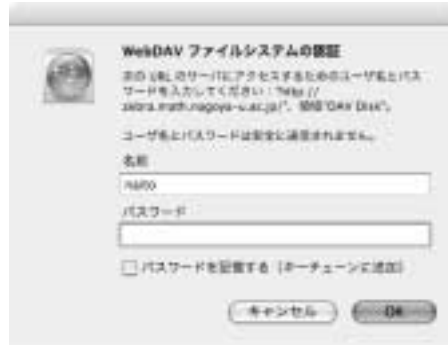 WebDAV ファイルシステムの認証
次の URL のサーバにアクセスするためのユーザ名とパス
ワードを入力してください:"http://
zebra.math.nagoya-u.ac.jp/"、領域"DAV Disk"。
ユーザ名とパスワードは安全に送信されません。
名前
naito
パスワード
パスワードを記憶する(キーチェーンに追加)
キャンセル
OK